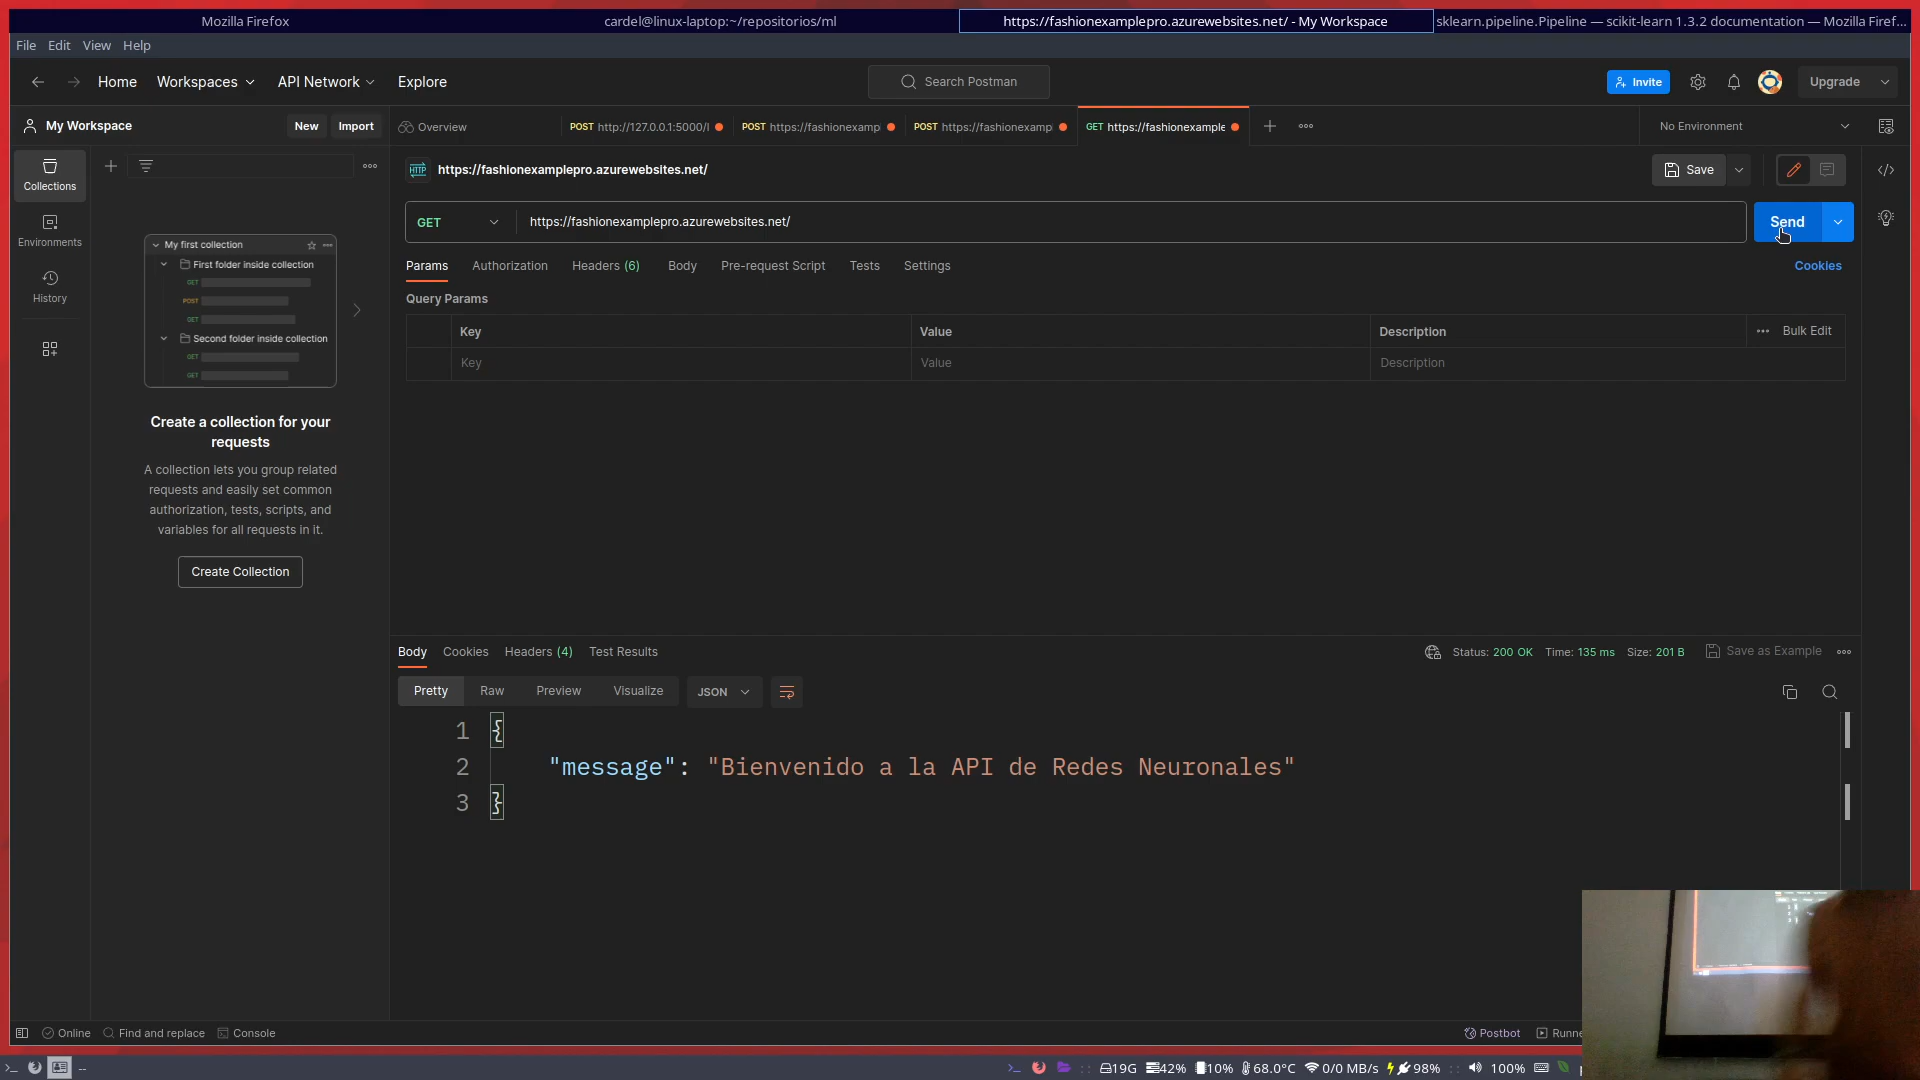 Mozilla Firefox
cardel@linux-laptop:~/repositorios/ml
https://fashionexamplepro.azurewebsites.net/ - My Workspace
sklearn.pipeline.Pipeline — scikit-learn 1.3.2 documentation — Mozilla Firef...
File Edit View Help
Home Workspaces API Network Explore
Search Postman
Invite
Upgrade
My Workspace
New Import
Overview
POST http://127.0.0.1:5000/l
POST https://fashionexampl
POST https://fashionexampl
GET https://fashionexample
No Environment
Collections
Environments
History
My first collection
First folder inside collection
GET
POST
GET
Second folder inside collection
GET
GET
Create a collection for your
requests
A collection lets you group related
requests and easily set common
authorization, tests, scripts, and
variables for all requests in it.
Create Collection
HTTP https://fashionexamplepro.azurewebsites.net/
Save
GET https://fashionexamplepro.azurewebsites.net/
Send
Params Authorization Headers (6) Body Pre-request Script Tests Settings
Cookies
Query Params
Key Value Description Bulk Edit
Key Value Description
Body Cookies Headers (4) Test Results
Status: 200 OK Time: 135 ms Size: 201 B Save as Example
Pretty Raw Preview Visualize JSON
1 {
2 "message": "Bienvenido a la API de Redes Neuronales"
3 }
Online Find and replace Console
Postbot Runne
-- 19G 42% 10% 68.0°C 0/0 MB/s 98% 100%